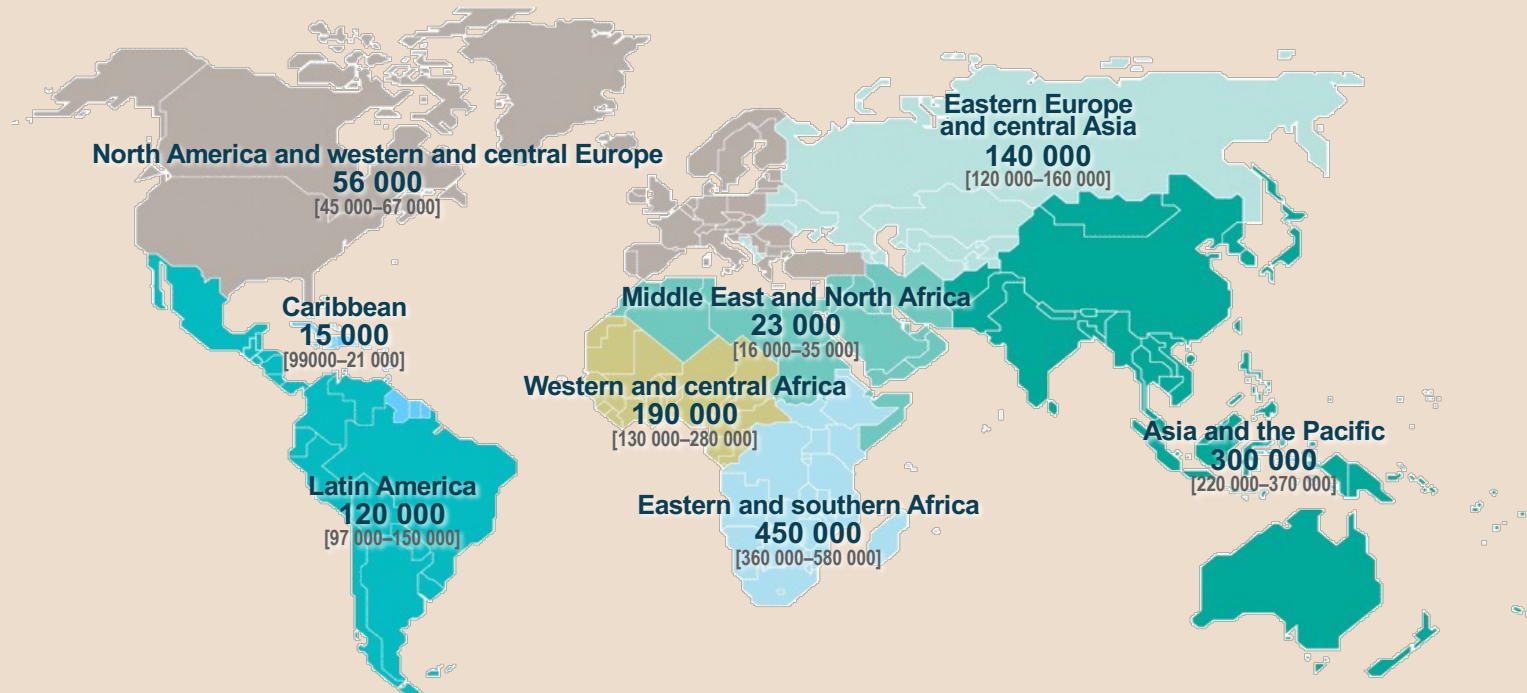 Eastern Europe
and central Asia
140 000
[120 000–160 000]
North America and western and central Europe
56 000
[45 000–67 000]
Caribbean
15 000
[99000–21 000]
Middle East and North Africa
23 000
[16 000–35 000]
Western and central Africa
190 000
[130 000–280 000]
Asia and the Pacific
300 000
[220 000–370 000]
Latin America
120 000
[97 000–150 000]
Eastern and southern Africa
450 000
[360 000–580 000]